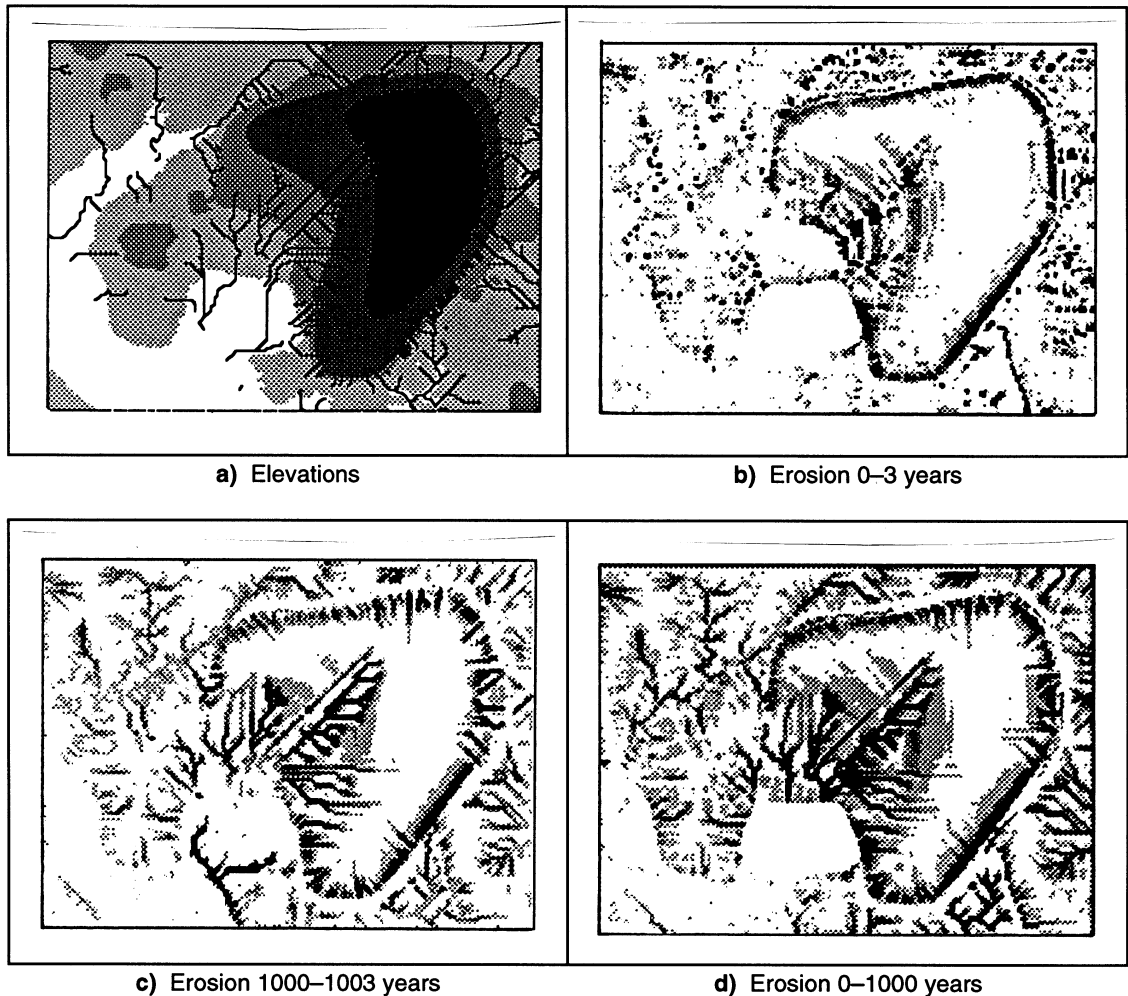 a) Elevations
b) Erosion 0–3 years
c) Erosion 1000–1003 years
d) Erosion 0–1000 years